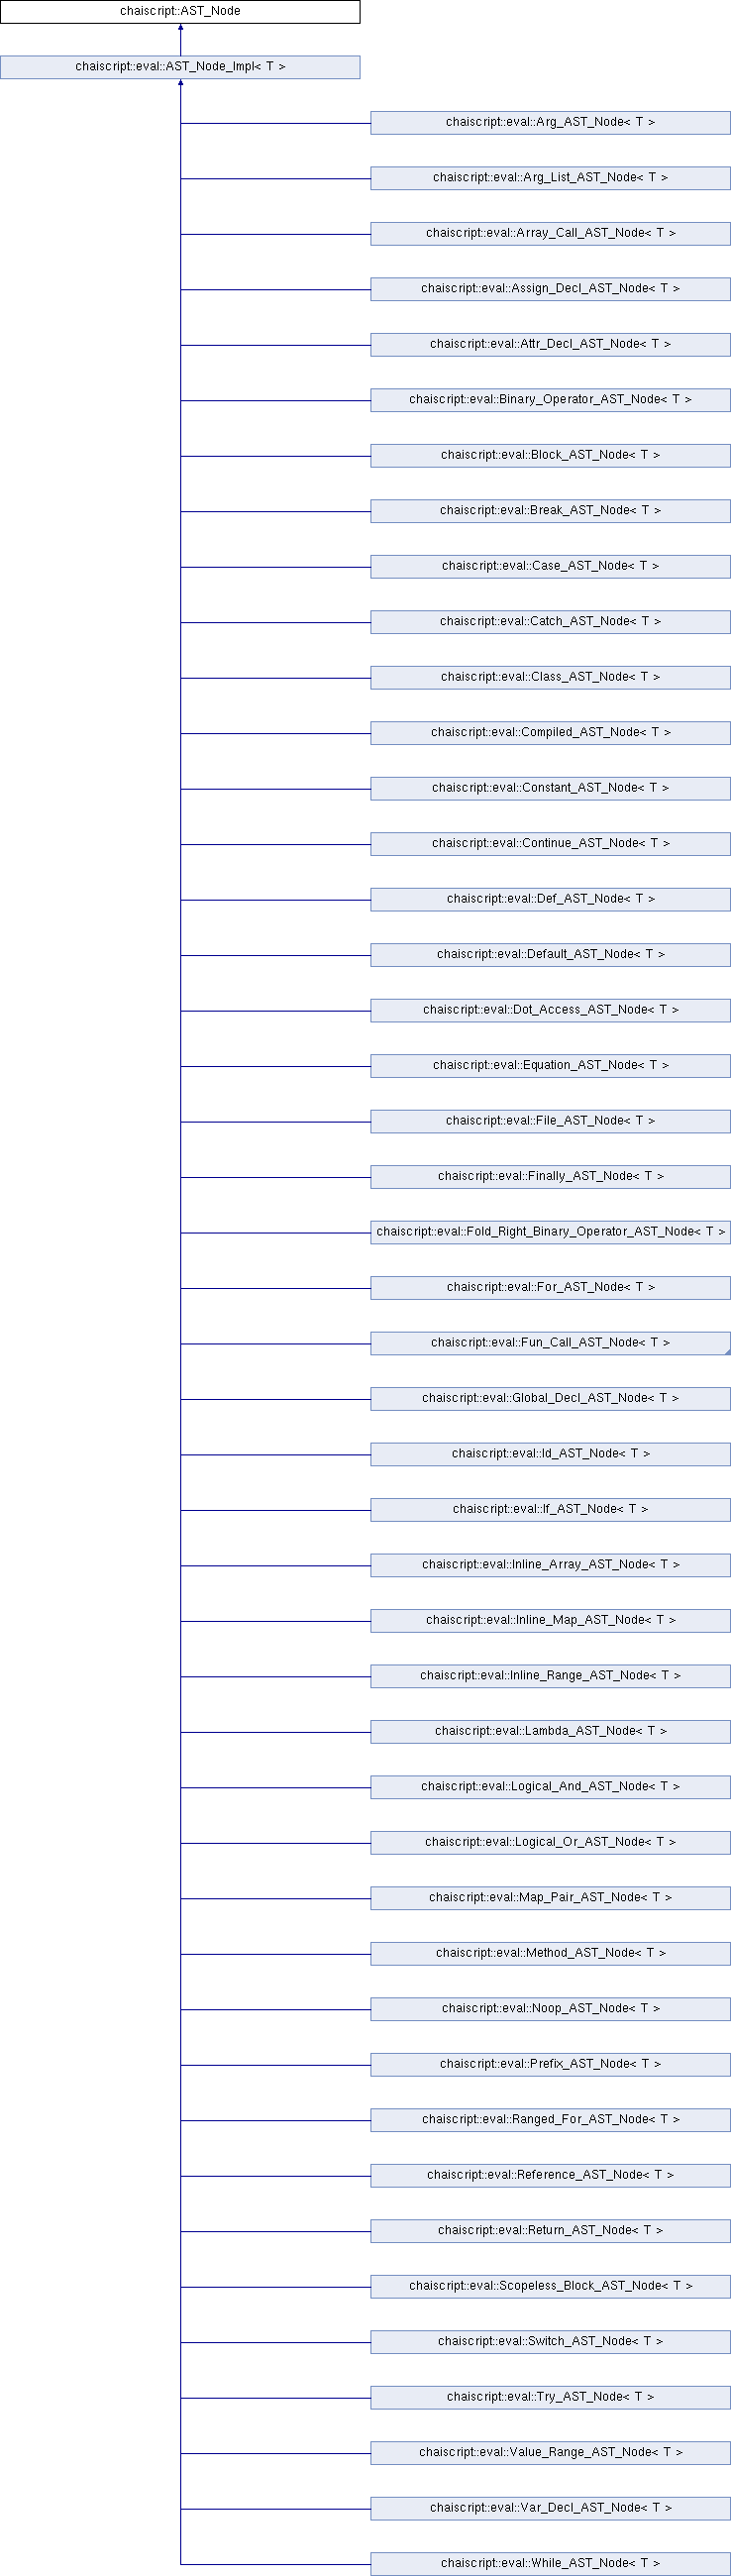 chaiscript::AST_Node
chaiscript::eval::AST_Node_Impl< T >
chaiscript::eval::Arg_AST_Node< T >
chaiscript::eval::Arg_List_AST_Node< T >
chaiscript::eval::Array_Call_AST_Node< T >
chaiscript::eval::Assign_Decl_AST_Node< T >
chaiscript::eval::Attr_Decl_AST_Node< T >
chaiscript::eval::Binary_Operator_AST_Node< T >
chaiscript::eval::Block_AST_Node< T >
chaiscript::eval::Break_AST_Node< T >
chaiscript::eval::Case_AST_Node< T >
chaiscript::eval::Catch_AST_Node< T >
chaiscript::eval::Class_AST_Node< T >
chaiscript::eval::Compiled_AST_Node< T >
chaiscript::eval::Constant_AST_Node< T >
chaiscript::eval::Continue_AST_Node< T >
chaiscript::eval::Def_AST_Node< T >
chaiscript::eval::Default_AST_Node< T >
chaiscript::eval::Dot_Access_AST_Node< T >
chaiscript::eval::Equation_AST_Node< T >
chaiscript::eval::File_AST_Node< T >
chaiscript::eval::Finally_AST_Node< T >
chaiscript::eval::Fold_Right_Binary_Operator_AST_Node< T >
chaiscript::eval::For_AST_Node< T >
chaiscript::eval::Fun_Call_AST_Node< T >
chaiscript::eval::Global_Decl_AST_Node< T >
chaiscript::eval::Id_AST_Node< T >
chaiscript::eval::If_AST_Node< T >
chaiscript::eval::Inline_Array_AST_Node< T >
chaiscript::eval::Inline_Map_AST_Node< T >
chaiscript::eval::Inline_Range_AST_Node< T >
chaiscript::eval::Lambda_AST_Node< T >
chaiscript::eval::Logical_And_AST_Node< T >
chaiscript::eval::Logical_Or_AST_Node< T >
chaiscript::eval::Map_Pair_AST_Node< T >
chaiscript::eval::Method_AST_Node< T >
chaiscript::eval::Noop_AST_Node< T >
chaiscript::eval::Prefix_AST_Node< T >
chaiscript::eval::Ranged_For_AST_Node< T >
chaiscript::eval::Reference_AST_Node< T >
chaiscript::eval::Return_AST_Node< T >
chaiscript::eval::Scopeless_Block_AST_Node< T >
chaiscript::eval::Switch_AST_Node< T >
chaiscript::eval::Try_AST_Node< T >
chaiscript::eval::Value_Range_AST_Node< T >
chaiscript::eval::Var_Decl_AST_Node< T >
chaiscript::eval::While_AST_Node< T >